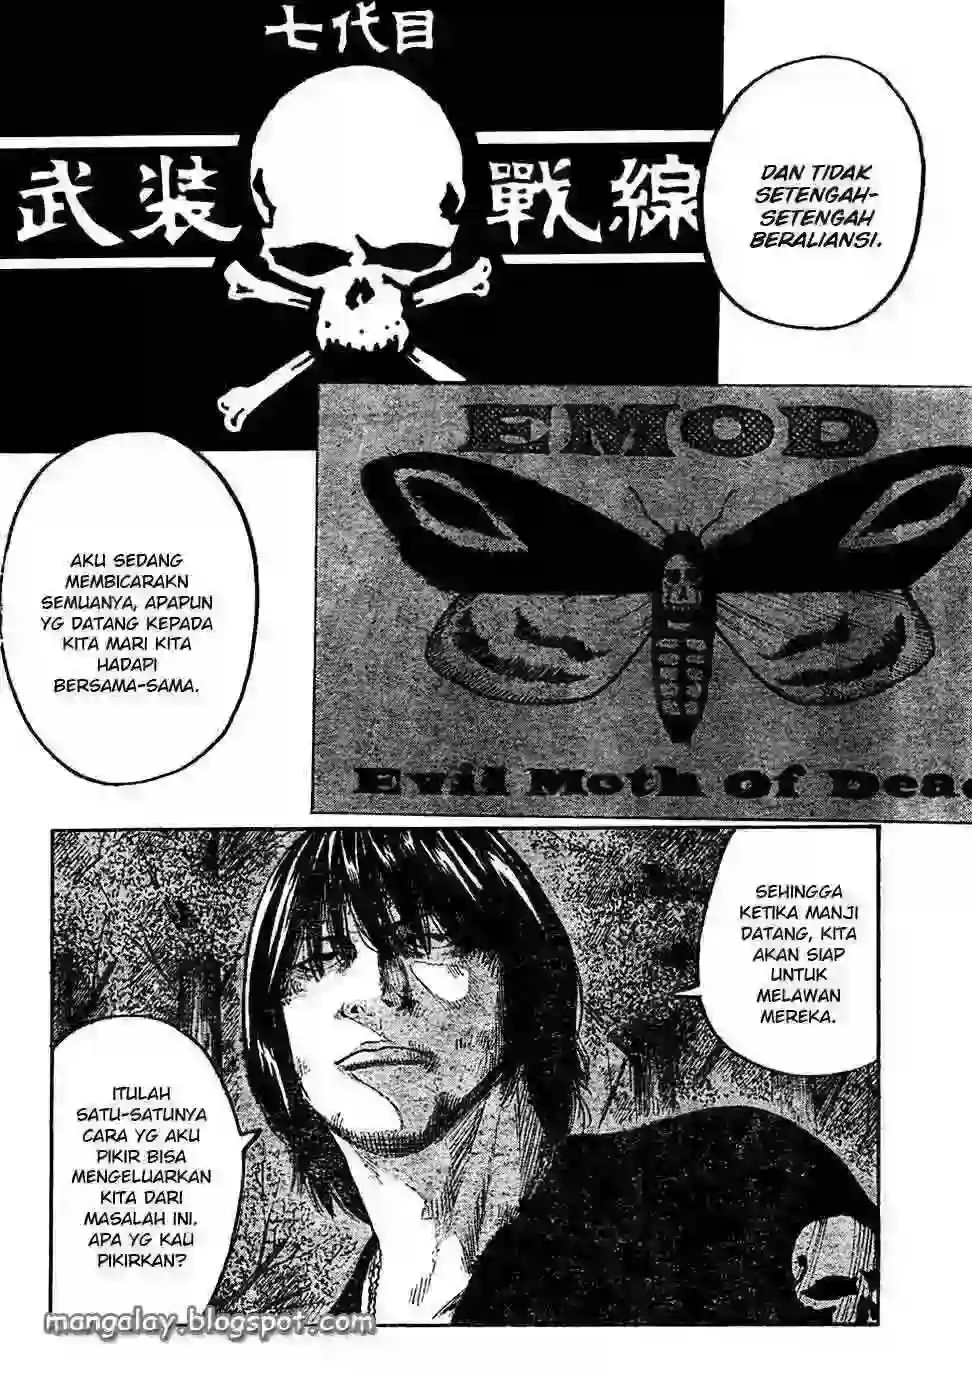 七代目
武装戰線
DAN TIDAK
SETENGAH-
SETENGAH
BERALIANSI.
EMOD
Evil Moth Of Dea
AKU SEDANG
MEMBICARAKN
SEMUANYA, APAPUN
YG DATANG KEPADA
KITA MARI KITA
HADAPI
BERSAMA-SAMA.
SEHINGGA
KETIKA MANJI
DATANG, KITA
AKAN SIAP
UNTUK
MELAWAN
MEREKA.
ITULAH
SATU-SATUNYA
CARA YG AKU
PIKIR BISA
MENGELUARKAN
KITA DARI
MASALAH INI.
APA YG KAU
PIKIRKAN?
mangalay.blogspot.com